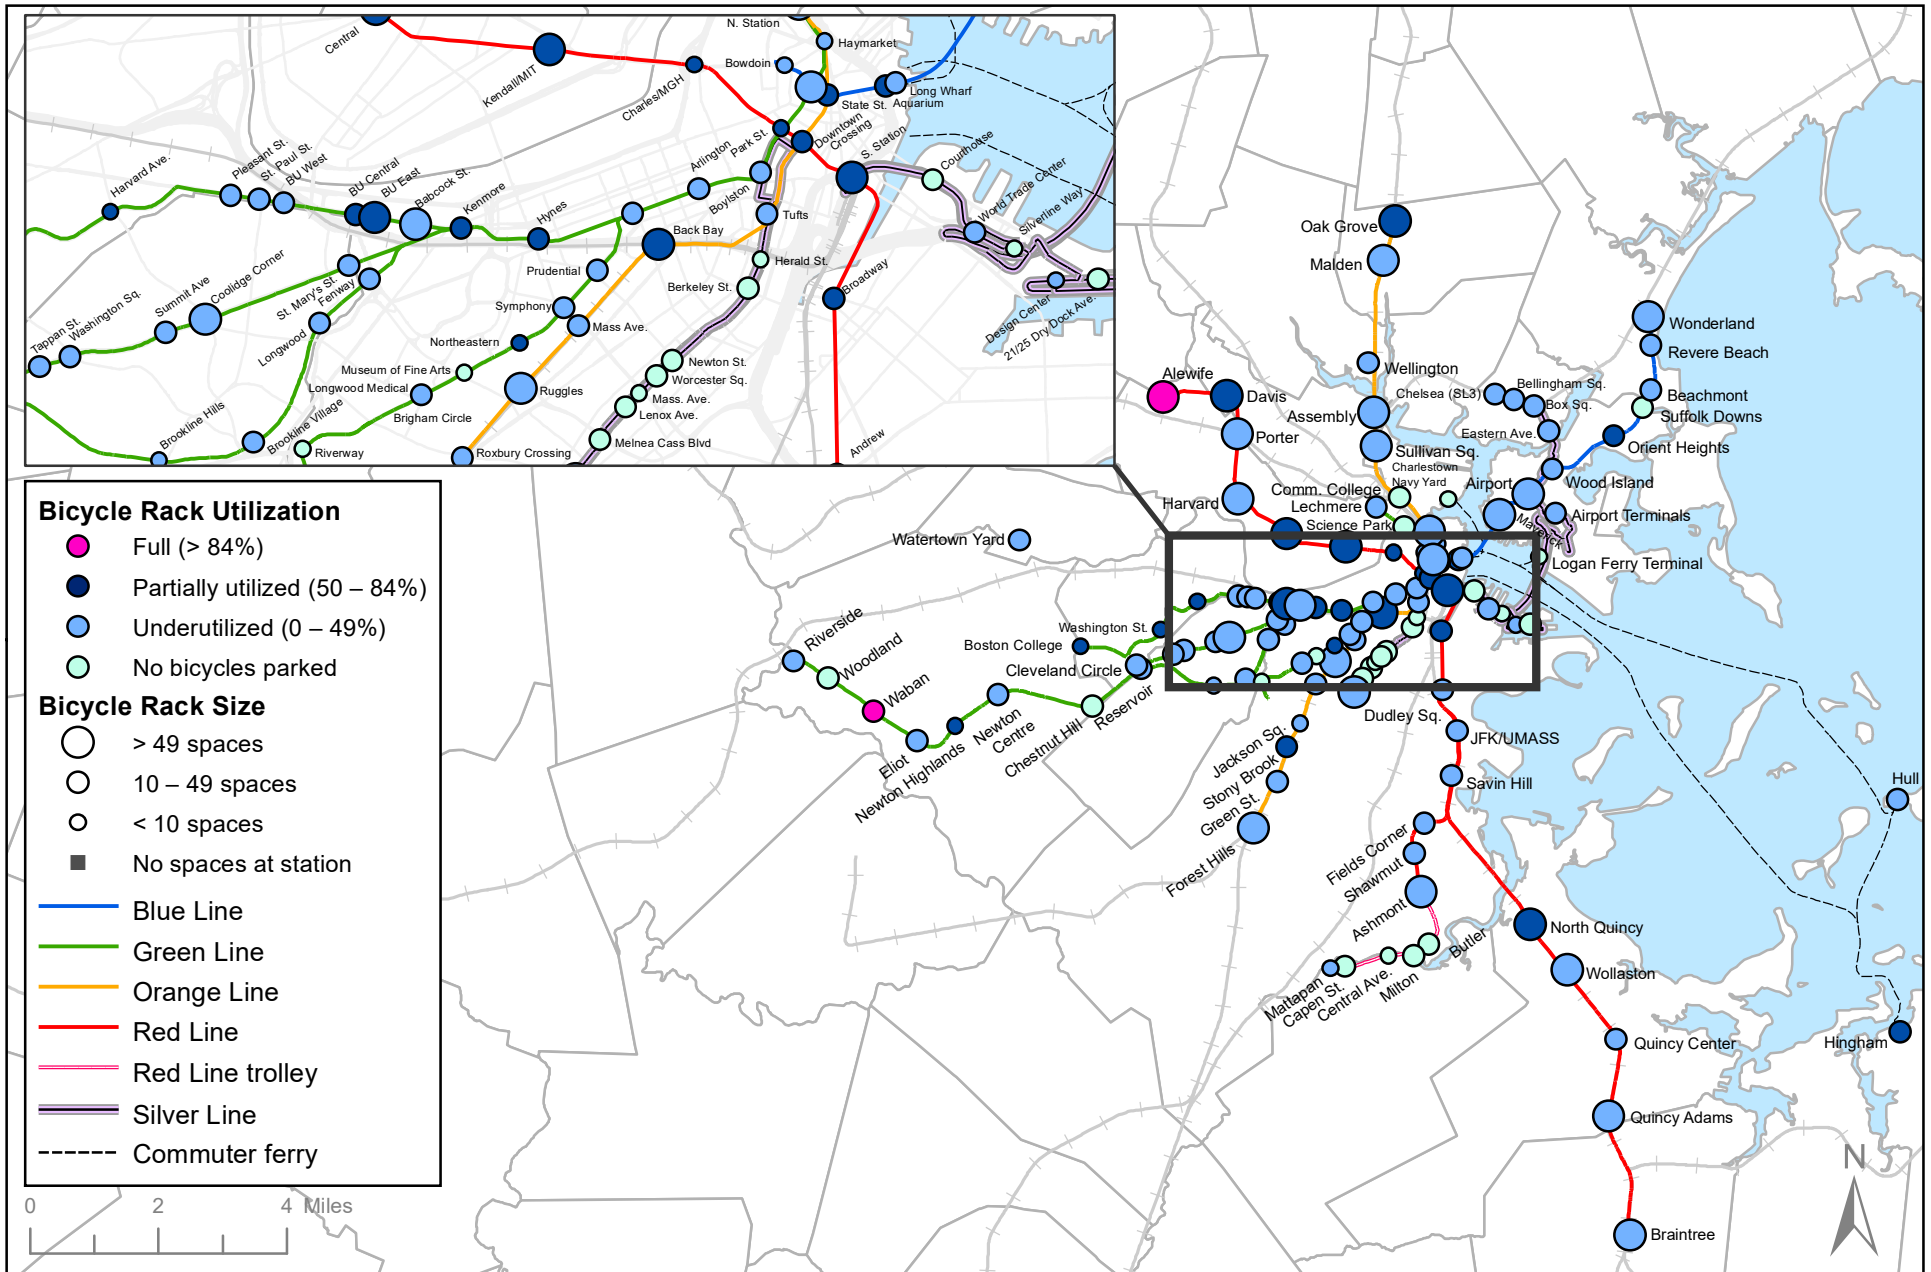 N. Station
Central
Haymarket
Kendall/MIT
Bowdoin
Charles/MGH
Long Wharf
Aquarium
State St.
Downtown
Crossing
Park St.
S. Station
Courthouse
World Trade Center
Silverline Way
Harvard Ave.
Pleasant St.
St. Paul St.
BU West
BU Central
BU East
Babcock St.
Kenmore
Hynes
Arlington
Boylston
Tufts
Back Bay
Herald St.
Berkeley St.
Broadway
Design Center
21/25 Dry Dock Ave.
Prudential
Symphony
Mass Ave.
Northeastern
Museum of Fine Arts
Longwood Medical
Brigham Circle
Ruggles
Newton St.
Worcester Sq.
Mass. Ave.
Lenox Ave.
Melnea Cass Blvd
Roxbury Crossing
Andrew
Tappan St.
Washington Sq.
Summit Ave
Coolidge Corner
St. Mary's St.
Fenway
Longwood
Brookline Hills
Brookline Village
Riverway
Oak Grove
Malden
Wellington
Alewife
Davis
Porter
Harvard
Assembly
Sullivan Sq.
Charlestown
Navy Yard
Comm. College
Lechmere
Science Park
Chelsea (SL3)
Bellingham Sq.
Box Sq.
Eastern Ave.
Wonderland
Revere Beach
Beachmont
Suffolk Downs
Orient Heights
Wood Island
Airport
Airport Terminals
Maverick
Logan Ferry Terminal
Watertown Yard
Washington St.
Boston College
Cleveland Circle
Reservoir
Chestnut Hill
Newton
Centre
Newton Highlands
Eliot
Waban
Woodland
Riverside
Dudley Sq.
JFK/UMASS
Savin Hill
Jackson Sq.
Stony Brook
Green St.
Forest Hills
Fields Corner
Shawmut
Ashmont
Butler
Milton
Central Ave.
Capen St.
Mattapan
North Quincy
Wollaston
Quincy Center
Quincy Adams
Braintree
Hull
Hingham
Bicycle Rack Utilization
Full (> 84%)
Partially utilized (50 – 84%)
Underutilized (0 – 49%)
No bicycles parked
Bicycle Rack Size
> 49 spaces
10 – 49 spaces
< 10 spaces
No spaces at station
Blue Line
Green Line
Orange Line
Red Line
Red Line trolley
Silver Line
Commuter ferry
0 2 4 Miles
N